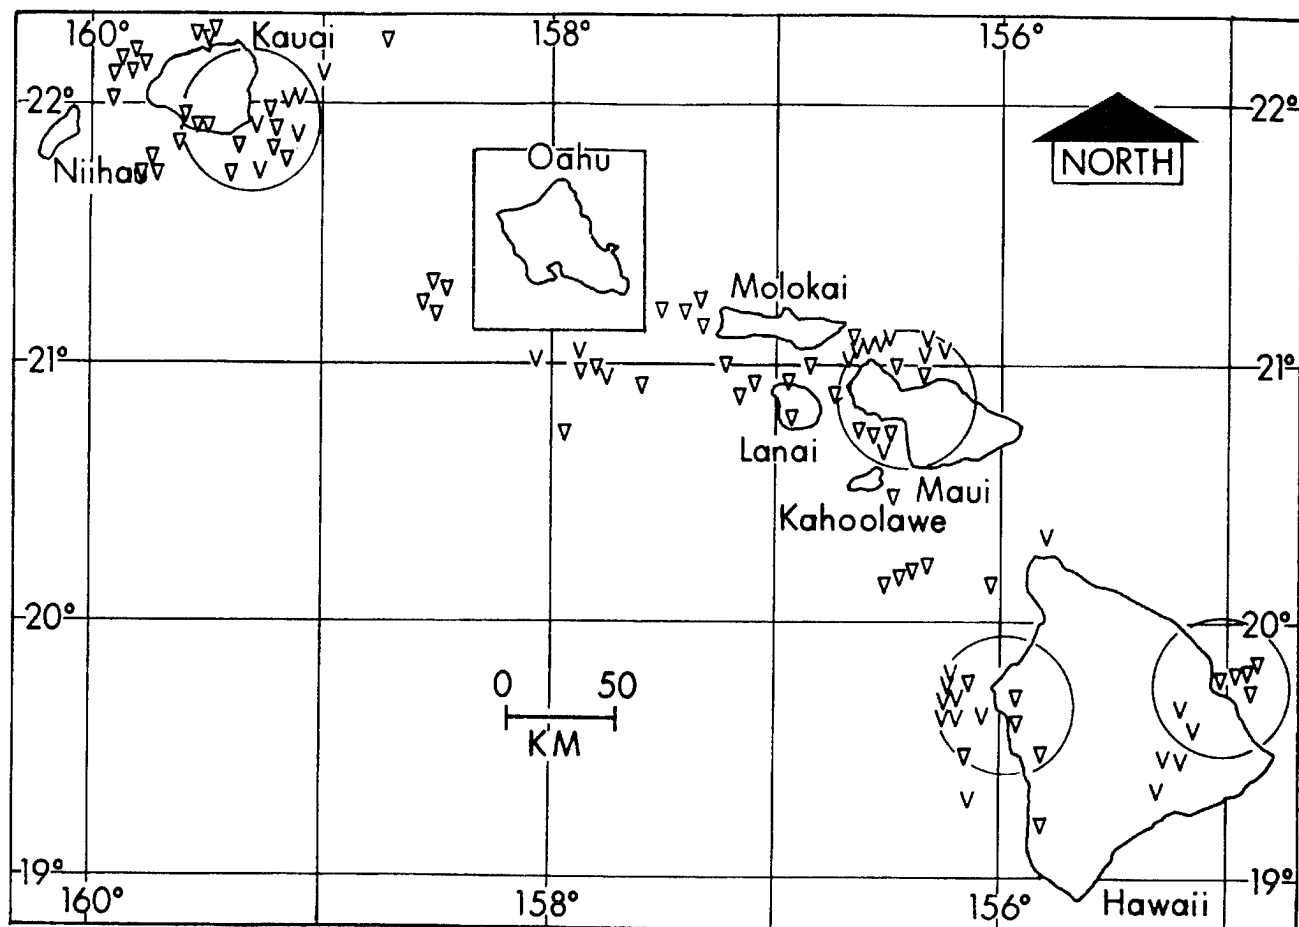 160° Kauai 158° 156°
22° 22°
NORTH
Niihau
Oahu
Molokai
21° 21°
Lanai
Maui
Kahoolawe
20° 20°
0 50
KM
19° 19°
160° 158° 156° Hawaii